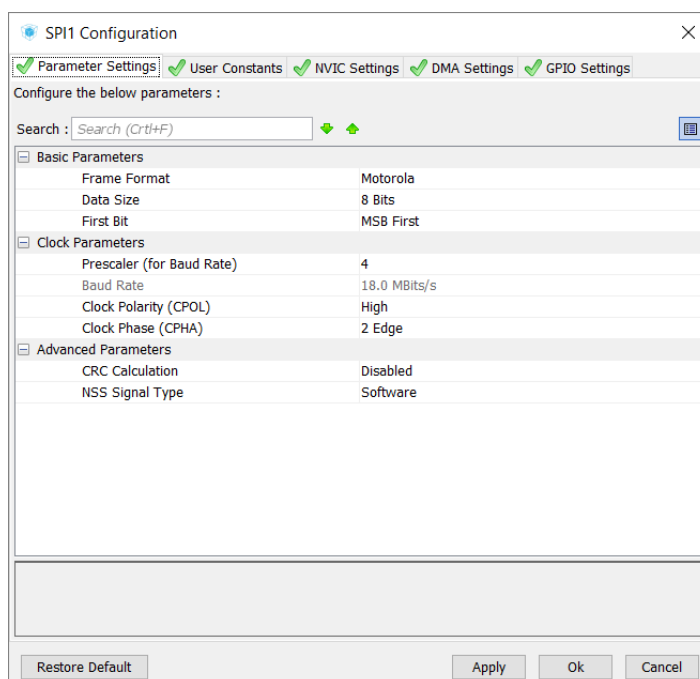 SPI1 Configuration
Parameter Settings User Constants NVIC Settings DMA Settings GPIO Settings
Configure the below parameters :
Search : Search (Crtl+F)
Basic Parameters
Frame Format Motorola
Data Size 8 Bits
First Bit MSB First
Clock Parameters
Prescaler (for Baud Rate) 4
Baud Rate 18.0 MBits/s
Clock Polarity (CPOL) High
Clock Phase (CPHA) 2 Edge
Advanced Parameters
CRC Calculation Disabled
NSS Signal Type Software
Restore Default Apply Ok Cancel